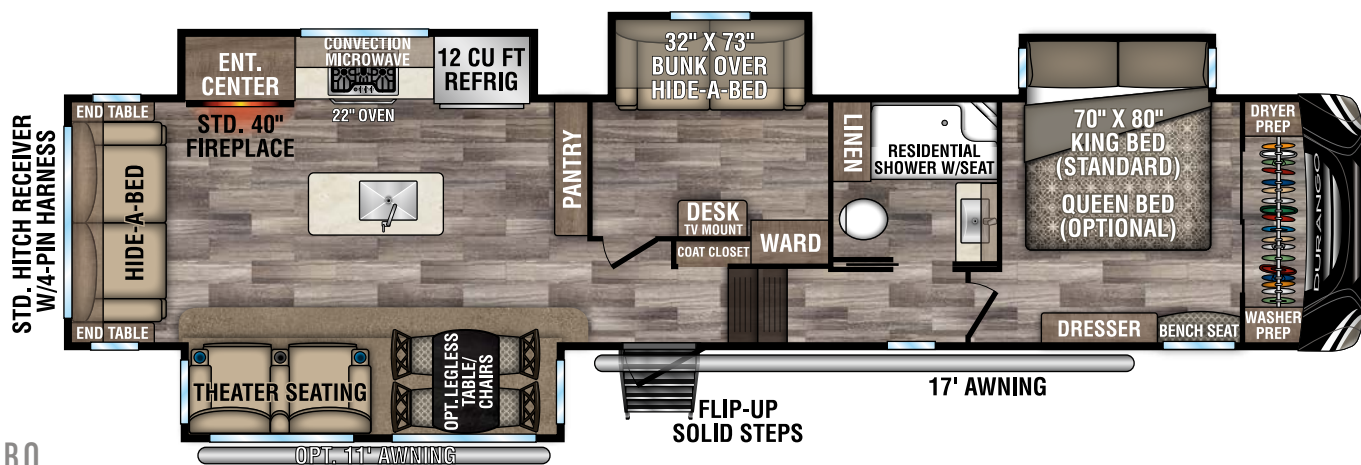 STD. HITCH RECEIVER
W/4-PIN HARNESS
END TABLE
HIDE-A-BED
END TABLE
ENT.
CENTER
STD. 40"
FIREPLACE
CONVECTION
MICROWAVE
22" OVEN
12 CU FT
REFRIG
PANTRY
THEATER SEATING
OPT. LEGLESS
TABLE/
CHAIRS
OPT. 11' AWNING
32" X 73"
BUNK OVER
HIDE-A-BED
DESK
TV MOUNT
COAT CLOSET
WARD
LINEN
RESIDENTIAL
SHOWER W/SEAT
FLIP-UP
SOLID STEPS
17' AWNING
70" X 80"
KING BED
(STANDARD)
QUEEN BED
(OPTIONAL)
DRESSER
BENCH SEAT
DRYER
PREP
WASHER
PREP
DURANGO